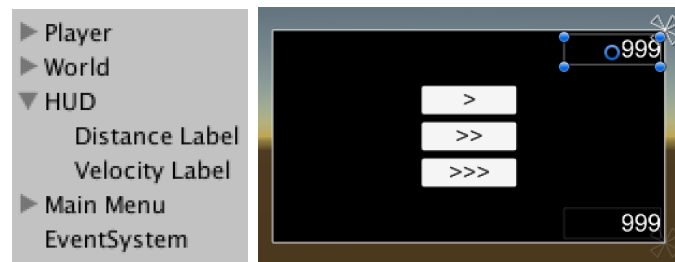 Player
World
HUD
Distance Label
Velocity Label
Main Menu
EventSystem
999
>
>>
>>>
999